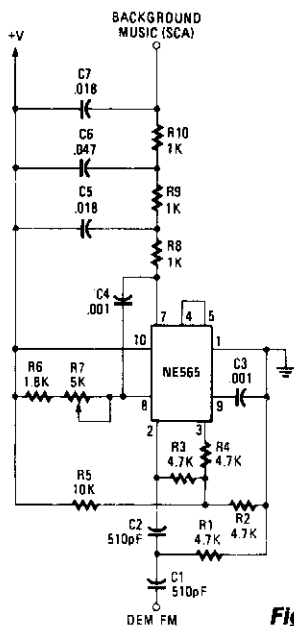 BACKGROUND
MUSIC (SCA)
+V
C7
.018
R10
1K
C6
.047
R9
1K
C5
.018
R8
1K
C4
.001
7 4 5
10
1
NE565
C3
.001
R6
1.8K
R7
5K
8
9
2
3
R3
4.7K
R4
4.7K
R5
10K
R2
4.7K
C2
510pF
R1
4.7K
C1
510pF
DEM FM
Fig